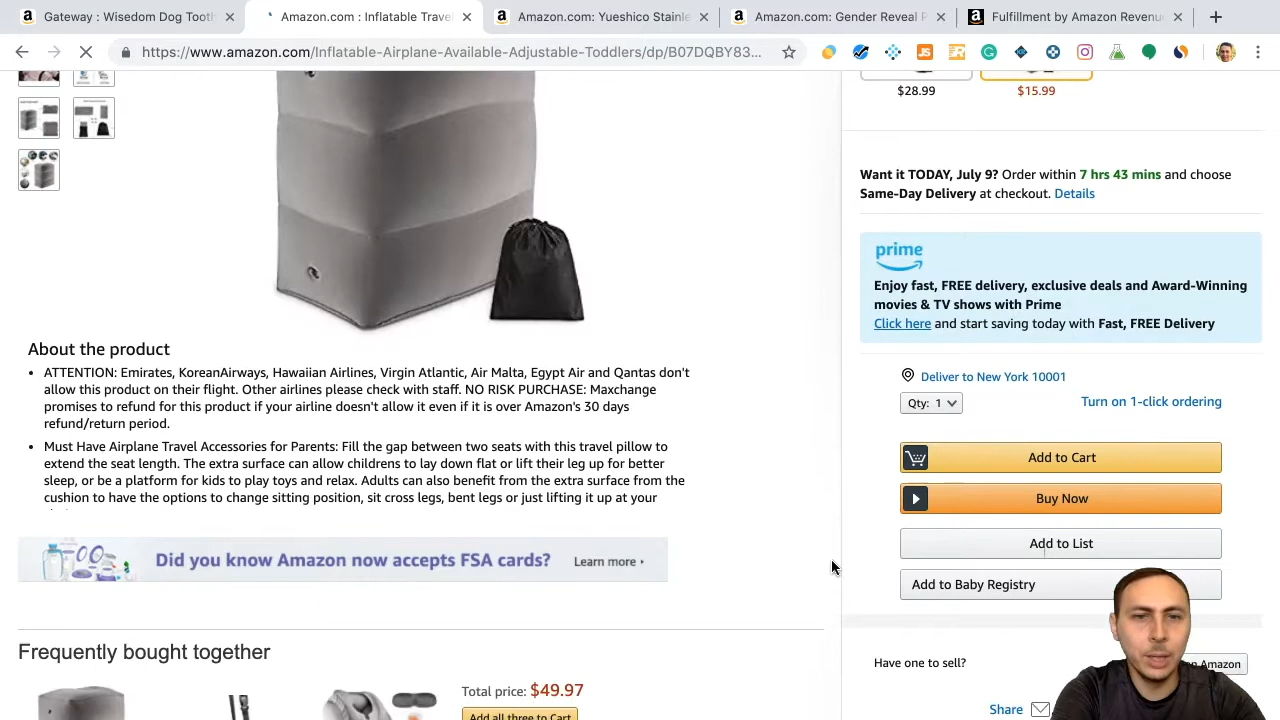 Gateway : Wisedom Dog Tooth
Amazon.com : Inflatable Travel
Amazon.com: Yueshico Stainle
Amazon.com: Gender Reveal P
Fulfillment by Amazon Revenu
https://www.amazon.com/Inflatable-Airplane-Available-Adjustable-Toddlers/dp/B07DQBY83...
$28.99
$15.99
Want it TODAY, July 9? Order within 7 hrs 43 mins and choose
Same-Day Delivery at checkout. Details
prime
Enjoy fast, FREE delivery, exclusive deals and Award-Winning
movies & TV shows with Prime
Click here and start saving today with Fast, FREE Delivery
Deliver to New York 10001
Qty: 1
Turn on 1-click ordering
Add to Cart
Buy Now
Add to List
Add to Baby Registry
Have one to sell?
on Amazon
Share
About the product
ATTENTION: Emirates, KoreanAirways, Hawaiian Airlines, Virgin Atlantic, Air Malta, Egypt Air and Qantas don't
allow this product on their flight. Other airlines please check with staff. NO RISK PURCHASE: Maxchange
promises to refund for this product if your airline doesn't allow it even if it is over Amazon's 30 days
refund/return period.
Must Have Airplane Travel Accessories for Parents: Fill the gap between two seats with this travel pillow to
extend the seat length. The extra surface can allow childrens to lay down flat or lift their leg up for better
sleep, or be a platform for kids to play toys and relax. Adults can also benefit from the extra surface from the
cushion to have the options to change sitting position, sit cross legs, bent legs or just lifting it up at your
Did you know Amazon now accepts FSA cards?
Learn more
Frequently bought together
Total price: $49.97
Add all three to Cart